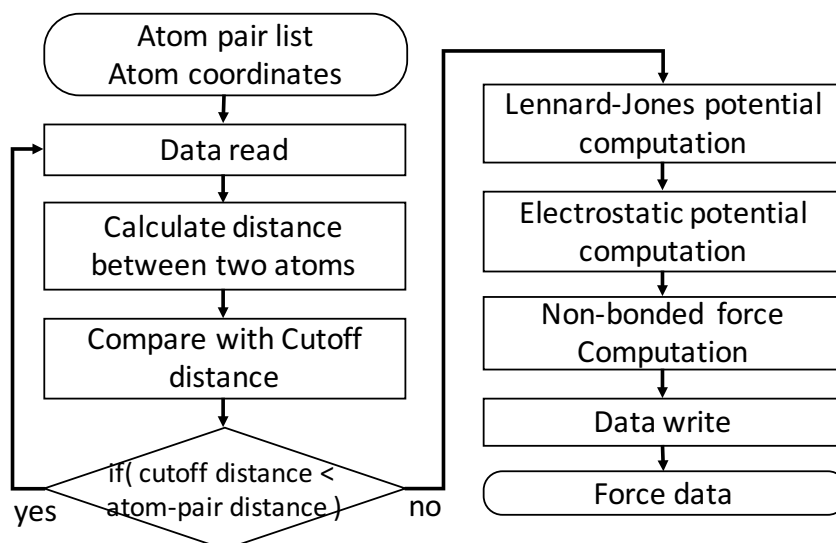 Atom pair list
Atom coordinates
Data read
Calculate distance
between two atoms
Compare with Cutoff
distance
if( cutoff distance <
atom-pair distance )
yes
no
Lennard-Jones potential
computation
Electrostatic potential
computation
Non-bonded force
Computation
Data write
Force data